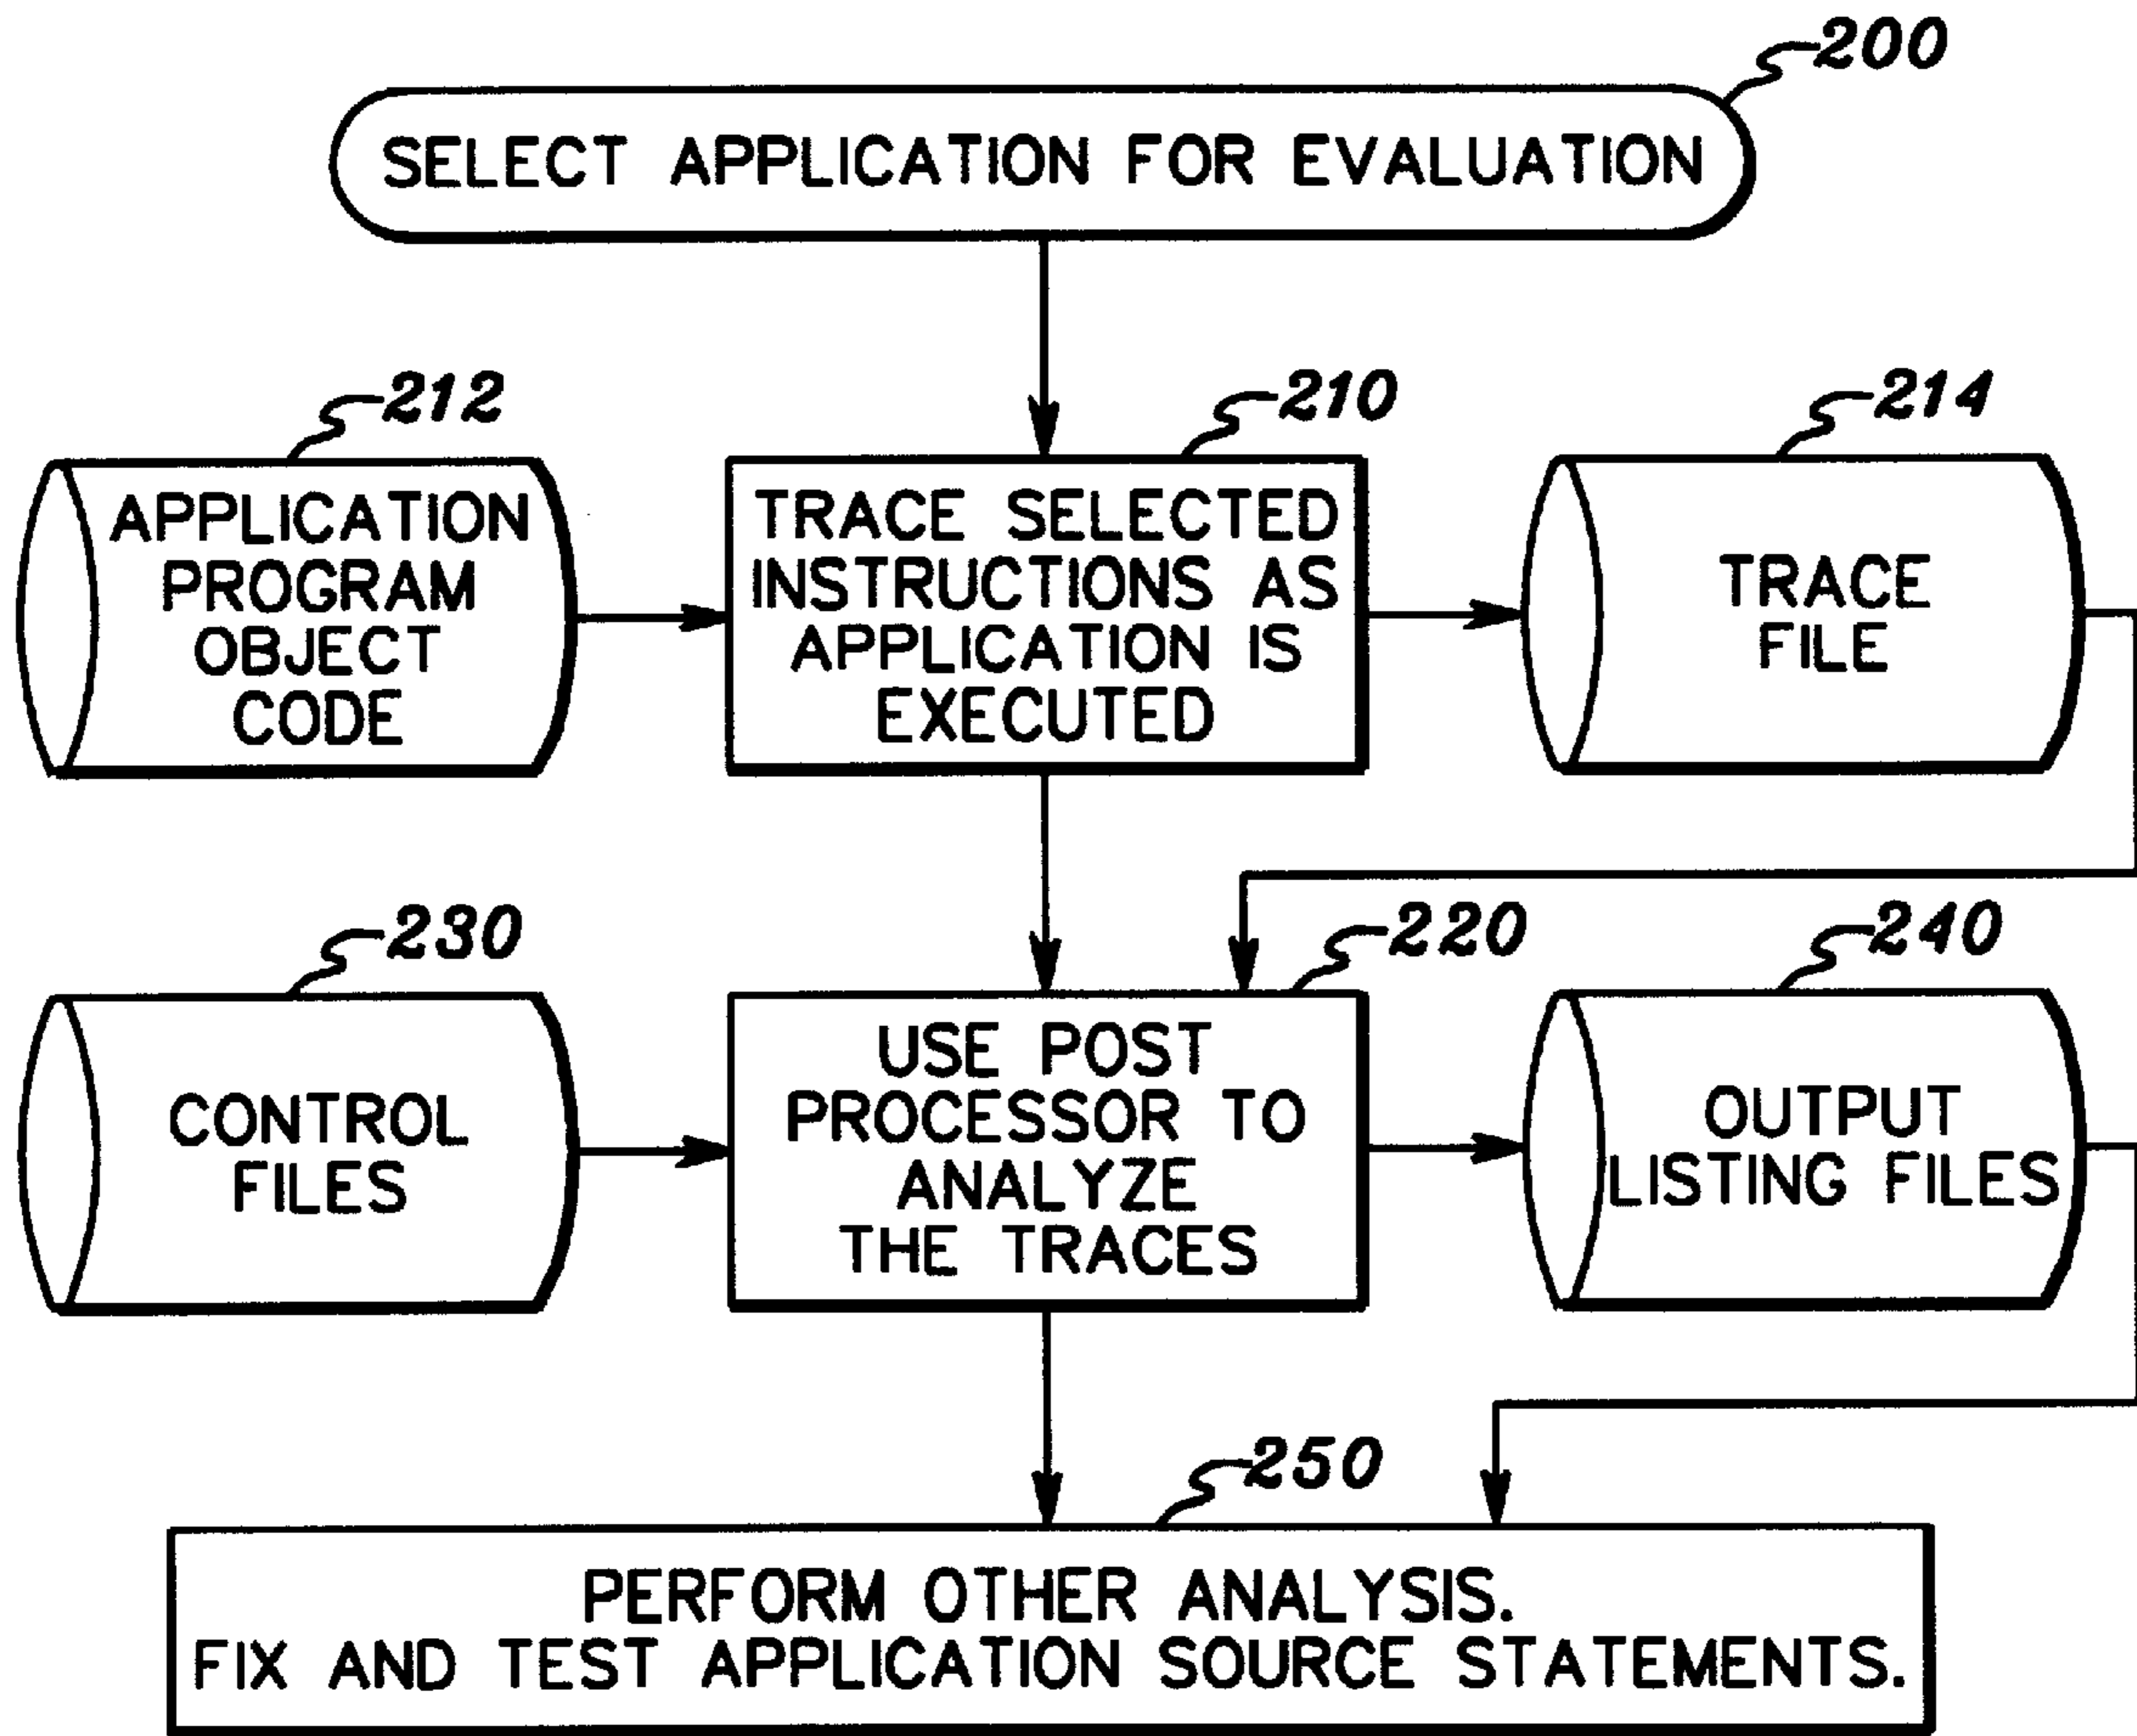 200
SELECT APPLICATION FOR EVALUATION
212
210
214
APPLICATION
PROGRAM
OBJECT
CODE
TRACE SELECTED
INSTRUCTIONS AS
APPLICATION IS
EXECUTED
TRACE
FILE
230
220
240
CONTROL
FILES
USE POST
PROCESSOR TO
ANALYZE
THE TRACES
OUTPUT
LISTING FILES
250
PERFORM OTHER ANALYSIS.
FIX AND TEST APPLICATION SOURCE STATEMENTS.